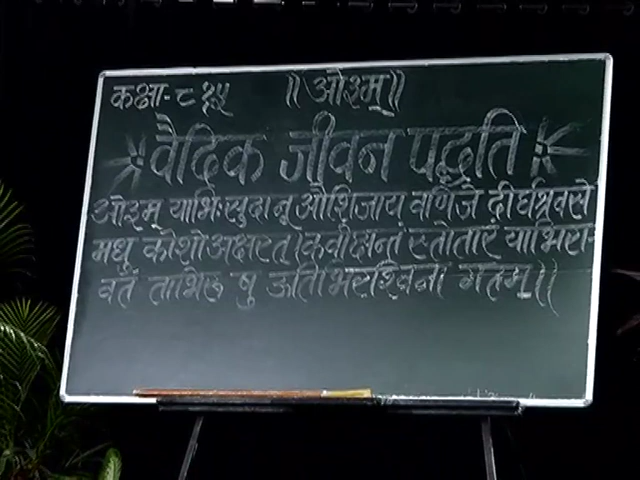 कक्षा-८१५ ॥ओ३म्॥
वैदिक जीवन पद्धति
ओ३म् याभिः सुदानू औशिजाय वणिजे दीर्घश्रवसे
मधु कोशो अक्षरत्। कक्षीवन्तं स्तोतारं याभिरा-
वतं ताभिरू षु ऊतिभिरश्विना गतम्॥